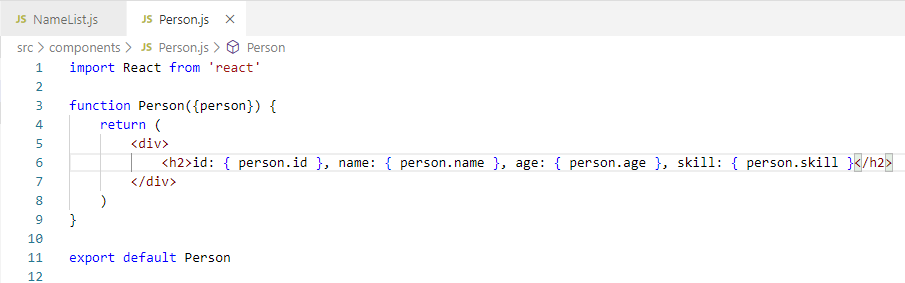 JS NameList.js JS Person.js ×
src > components > JS Person.js > Person
1 import React from 'react'
2
3 function Person({person}) {
4 return (
5 <div>
6 <h2>id: { person.id }, name: { person.name }, age: { person.age }, skill: { person.skill }</h2>
7 </div>
8 )
9 }
10
11 export default Person
12